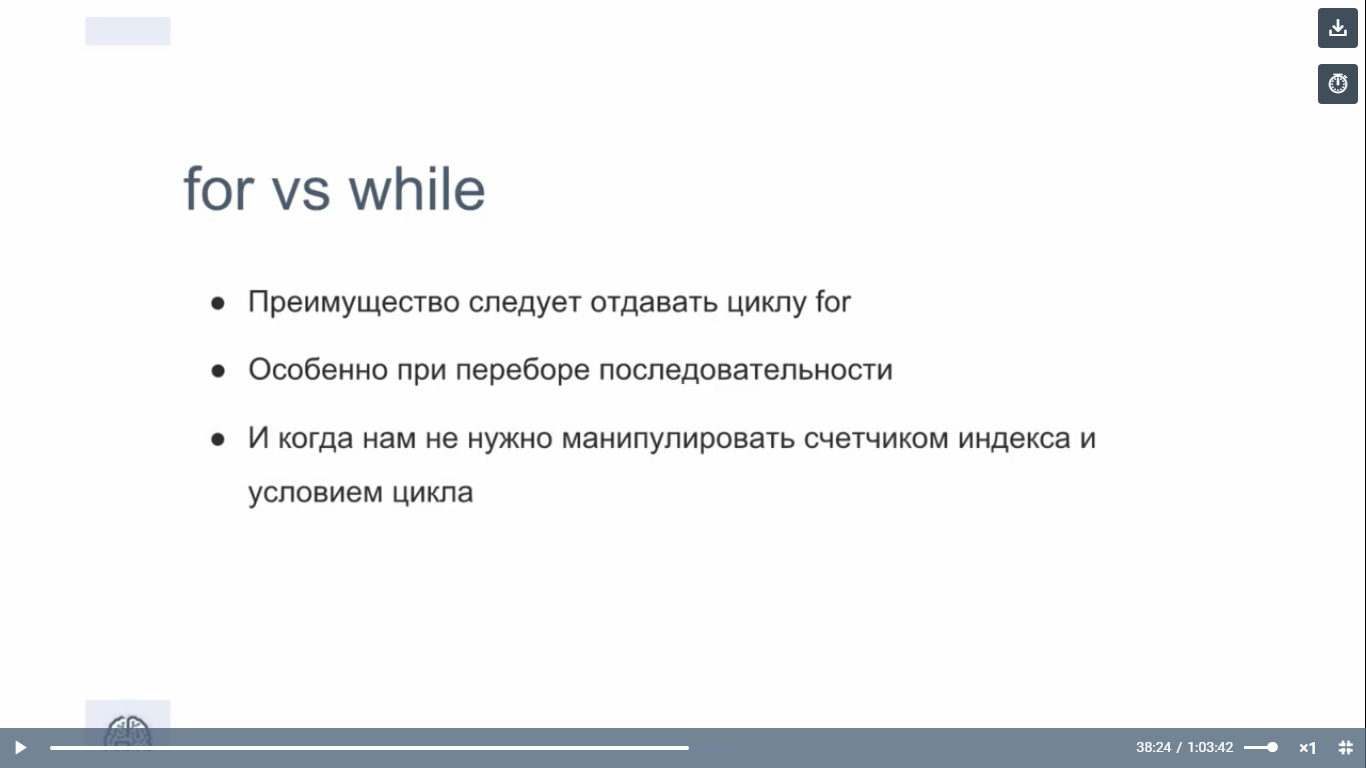 for vs while
● Преимущество следует отдавать циклу for
● Особенно при переборе последовательности
● И когда нам не нужно манипулировать счетчиком индекса и
условием цикла
38:24 / 1:03:42 ×1